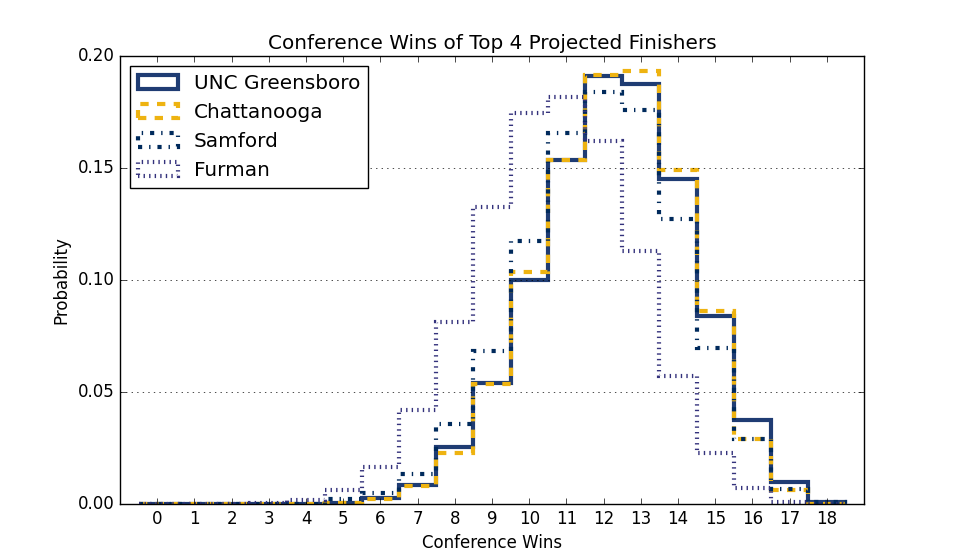 Conference Wins of Top 4 Projected Finishers
0.20
0.15
0.10
0.05
0.00
Probability
UNC Greensboro
Chattanooga
Samford
Furman
0 1 2 3 4 5 6 7 8 9 10 11 12 13 14 15 16 17 18
Conference Wins